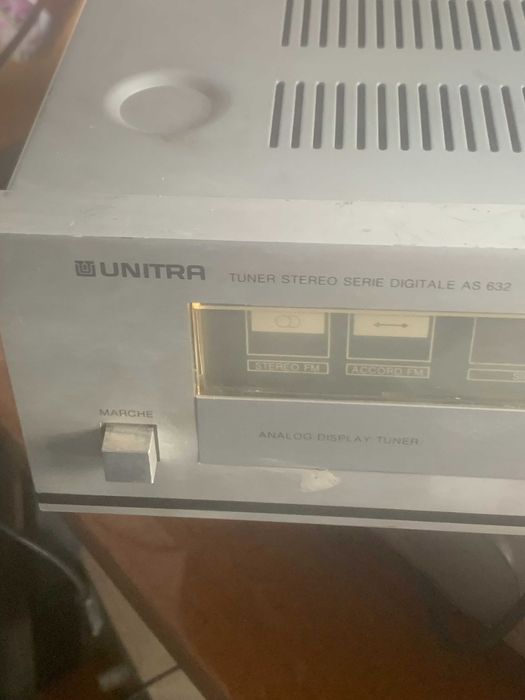 UNITRA TUNER STEREO SERIE DIGITALE AS 632
STEREO FM ACCORD FM
MARCHE
ANALOG DISPLAY TUNER